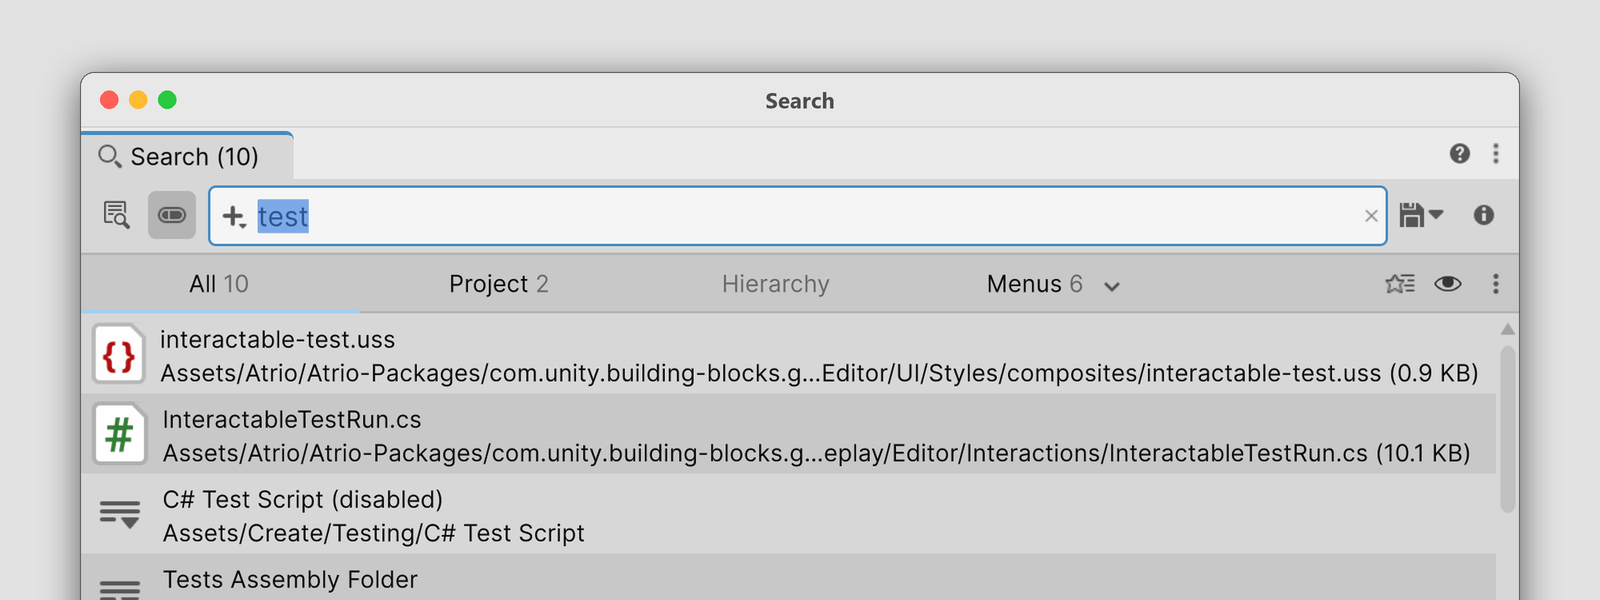 Search
Search (10)
test
All 10 Project 2 Hierarchy Menus 6
interactable-test.uss
Assets/Atrio/Atrio-Packages/com.unity.building-blocks.g...Editor/UI/Styles/composites/interactable-test.uss (0.9 KB)
InteractableTestRun.cs
Assets/Atrio/Atrio-Packages/com.unity.building-blocks.g...eplay/Editor/Interactions/InteractableTestRun.cs (10.1 KB)
C# Test Script (disabled)
Assets/Create/Testing/C# Test Script
Tests Assembly Folder